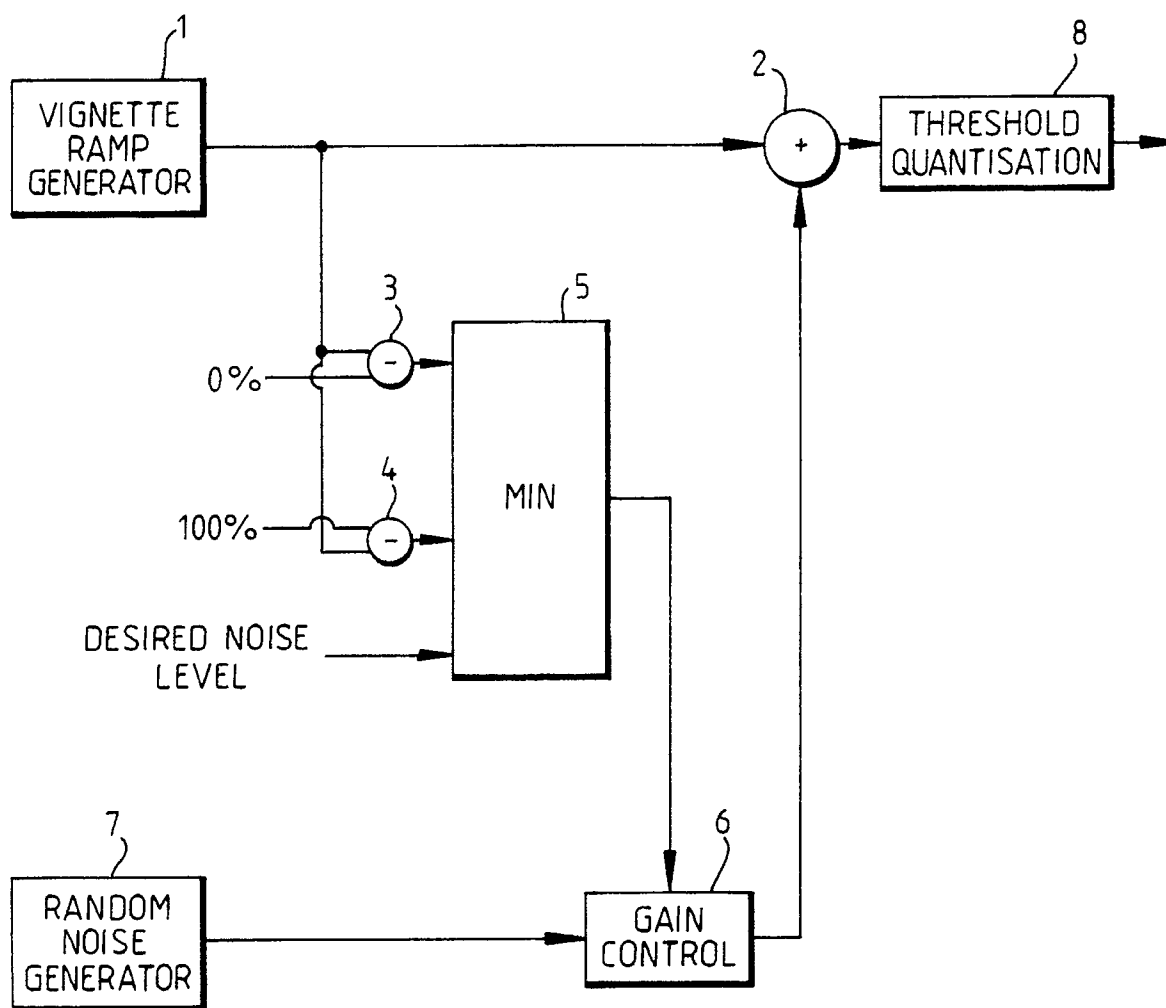 1
VIGNETTE
RAMP
GENERATOR
2
+
8
THRESHOLD
QUANTISATION
3
-
0%
5
MIN
4
-
100%
DESIRED NOISE
LEVEL
7
RANDOM
NOISE
GENERATOR
6
GAIN
CONTROL